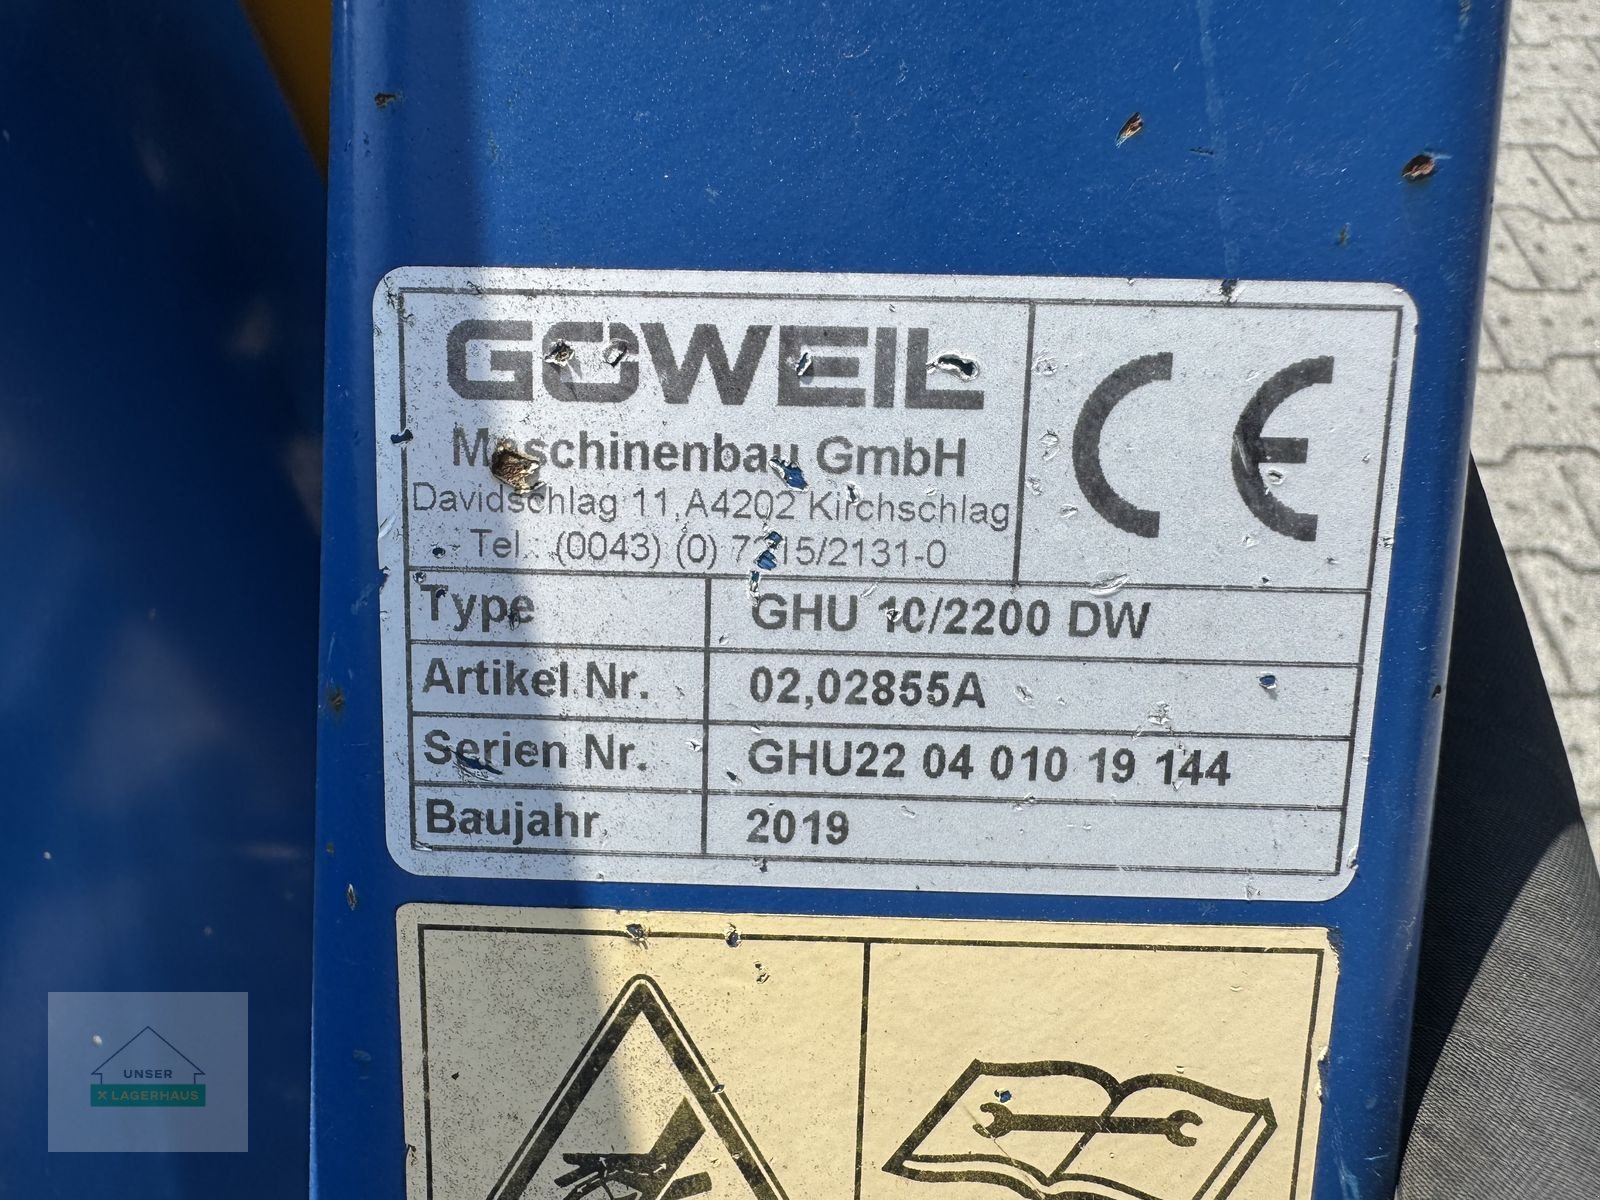 GÖWEIL
Maschinenbau GmbH
Davidschlag 11,A4202 Kirchschlag
Tel.: (0043) (0) 7215/2131-0
Type GHU 10/2200 DW
Artikel Nr. 02,02855A
Serien Nr. GHU22 04 010 19 144
Baujahr 2019
CE
UNSER
X LAGERHAUS